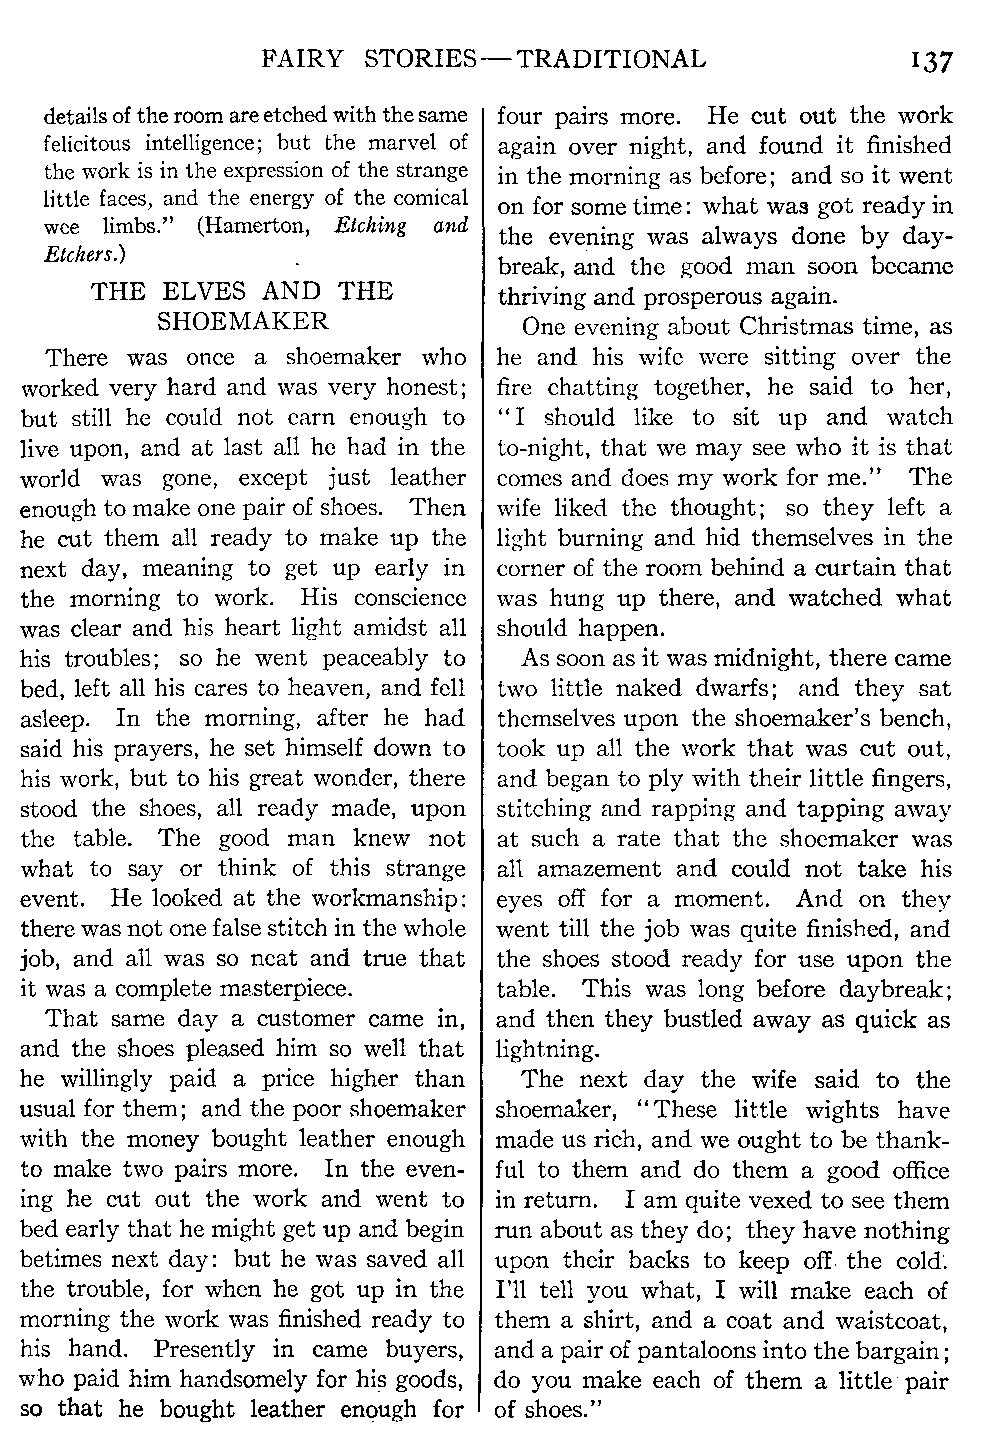 FAIRY STORIES—TRADITIONAL 137
details of the room are etched with the same
felicitous intelligence; but the marvel of
the work is in the expression of the strange
little faces, and the energy of the comical
wee limbs.” (Hamerton, Etching and
Etchers.)
THE ELVES AND THE
SHOEMAKER
There was once a shoemaker who
worked very hard and was very honest;
but still he could not earn enough to
live upon, and at last all he had in the
world was gone, except just leather
enough to make one pair of shoes. Then
he cut them all ready to make up the
next day, meaning to get up early in
the morning to work. His conscience
was clear and his heart light amidst all
his troubles; so he went peaceably to
bed, left all his cares to heaven, and fell
asleep. In the morning, after he had
said his prayers, he set himself down to
his work, but to his great wonder, there
stood the shoes, all ready made, upon
the table. The good man knew not
what to say or think of this strange
event. He looked at the workmanship:
there was not one false stitch in the whole
job, and all was so neat and true that
it was a complete masterpiece.
That same day a customer came in,
and the shoes pleased him so well that
he willingly paid a price higher than
usual for them; and the poor shoemaker
with the money bought leather enough
to make two pairs more. In the even-
ing he cut out the work and went to
bed early that he might get up and begin
betimes next day: but he was saved all
the trouble, for when he got up in the
morning the work was finished ready to
his hand. Presently in came buyers,
who paid him handsomely for his goods,
so that he bought leather enough for
four pairs more. He cut out the work
again over night, and found it finished
in the morning as before; and so it went
on for some time: what was got ready in
the evening was always done by day-
break, and the good man soon became
thriving and prosperous again.
One evening about Christmas time, as
he and his wife were sitting over the
fire chatting together, he said to her,
“I should like to sit up and watch
to-night, that we may see who it is that
comes and does my work for me.” The
wife liked the thought; so they left a
light burning and hid themselves in the
corner of the room behind a curtain that
was hung up there, and watched what
should happen.
As soon as it was midnight, there came
two little naked dwarfs; and they sat
themselves upon the shoemaker’s bench,
took up all the work that was cut out,
and began to ply with their little fingers,
stitching and rapping and tapping away
at such a rate that the shoemaker was
all amazement and could not take his
eyes off for a moment. And on they
went till the job was quite finished, and
the shoes stood ready for use upon the
table. This was long before daybreak;
and then they bustled away as quick as
lightning.
The next day the wife said to the
shoemaker, “These little wights have
made us rich, and we ought to be thank-
ful to them and do them a good office
in return. I am quite vexed to see them
run about as they do; they have nothing
upon their backs to keep off the cold.
I’ll tell you what, I will make each of
them a shirt, and a coat and waistcoat,
and a pair of pantaloons into the bargain;
do you make each of them a little pair
of shoes.”